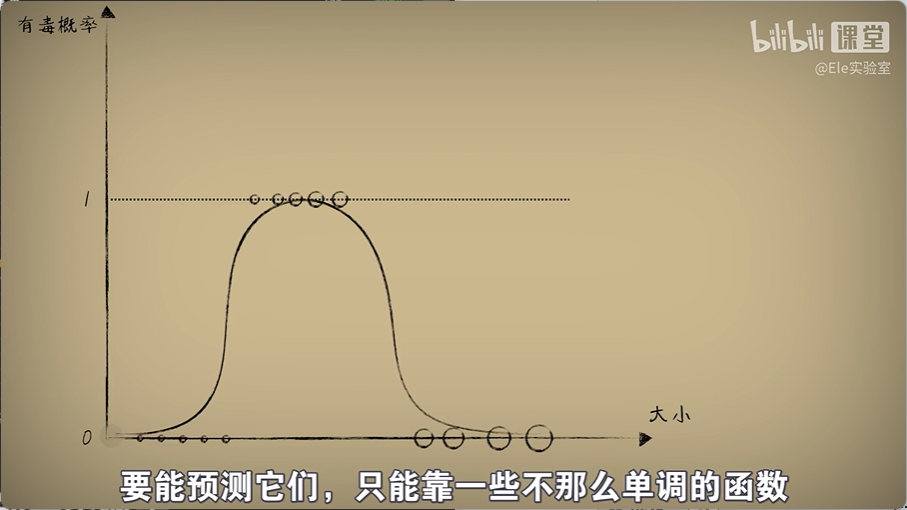 有毒概率
bilibili 课堂
@Ele实验室
1
大小
0
要能预测它们，只能靠一些不那么单调的函数